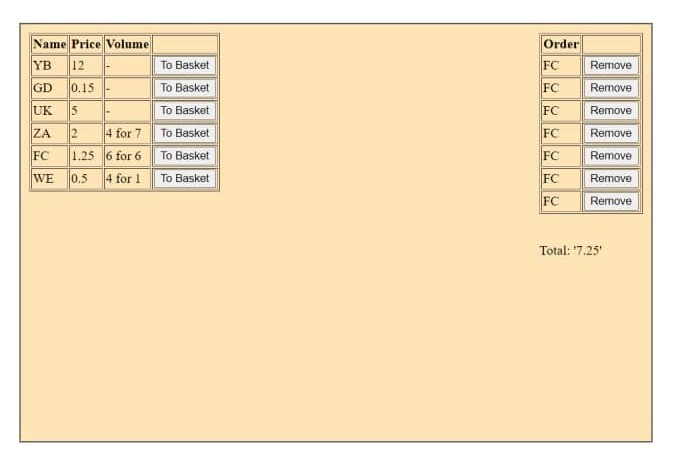 Name Price Volume
YB 12 - To Basket
GD 0.15 - To Basket
UK 5 - To Basket
ZA 2 4 for 7 To Basket
FC 1.25 6 for 6 To Basket
WE 0.5 4 for 1 To Basket
Order
FC Remove
FC Remove
FC Remove
FC Remove
FC Remove
FC Remove
FC Remove
Total: '7.25'